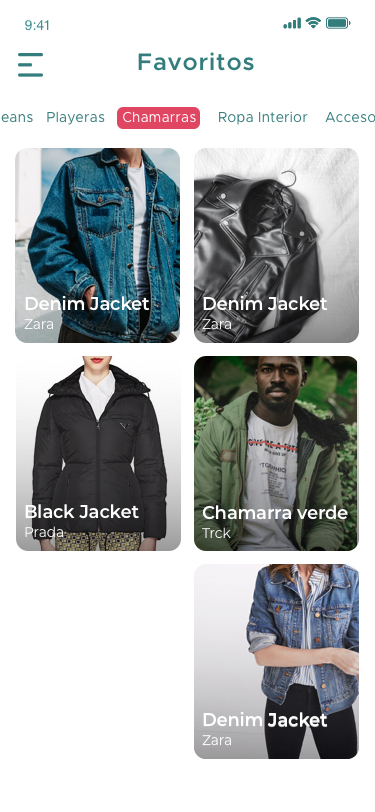 9:41
Favoritos
eans Playeras Chamarras Ropa Interior Acceso
Denim Jacket
Zara
Denim Jacket
Zara
Black Jacket
Prada
Chamarra verde
Trck
Denim Jacket
Zara